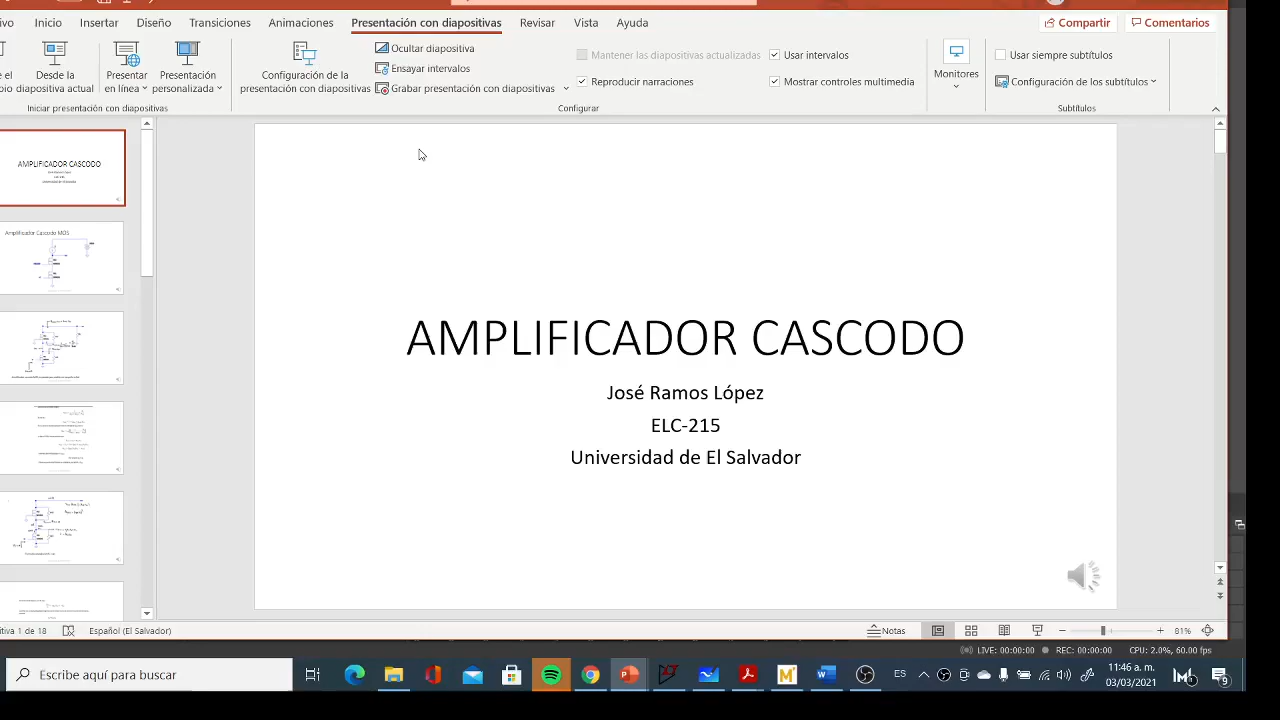 ivo Inicio Insertar Diseño Transiciones Animaciones Presentación con diapositivas Revisar Vista Ayuda Compartir Comentarios
Ocultar diapositiva
Mantener las diapositivas actualizadas Usar intervalos Usar siempre subtítulos
Ensayar intervalos
e el Desde la Presentar Presentación Configuración de la Monitores
Reproducir narraciones Mostrar controles multimedia Configuración de los subtítulos
pio diapositiva actual en línea personalizada presentación con diapositivas Grabar presentación con diapositivas
Iniciar presentación con diapositivas Configurar Subtítulos
AMPLIFICADOR CASCODO
Amplificador Cascodo MOS
AMPLIFICADOR CASCODO
José Ramos López
ELC-215
Universidad de El Salvador
itiva 1 de 18 Español (El Salvador) Notas 81%
LIVE: 00:00:00 REC: 00:00:00 CPU: 2.0%, 60.00 fps
Escribe aquí para buscar ES 11:46 a. m.
03/03/2021 9